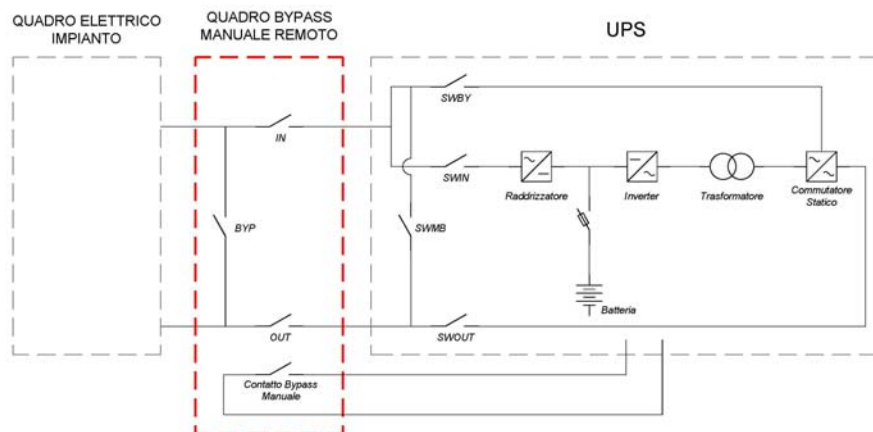 QUADRO ELETTRICO
IMPIANTO
QUADRO BYPASS
MANUALE REMOTO
UPS
SWBY
IN
SWIN
Raddrizzatore
Inverter
Trasformatore
Commutatore
Statico
BYP
SWMB
Batteria
OUT
SWOUT
Contatto Bypass
Manuale